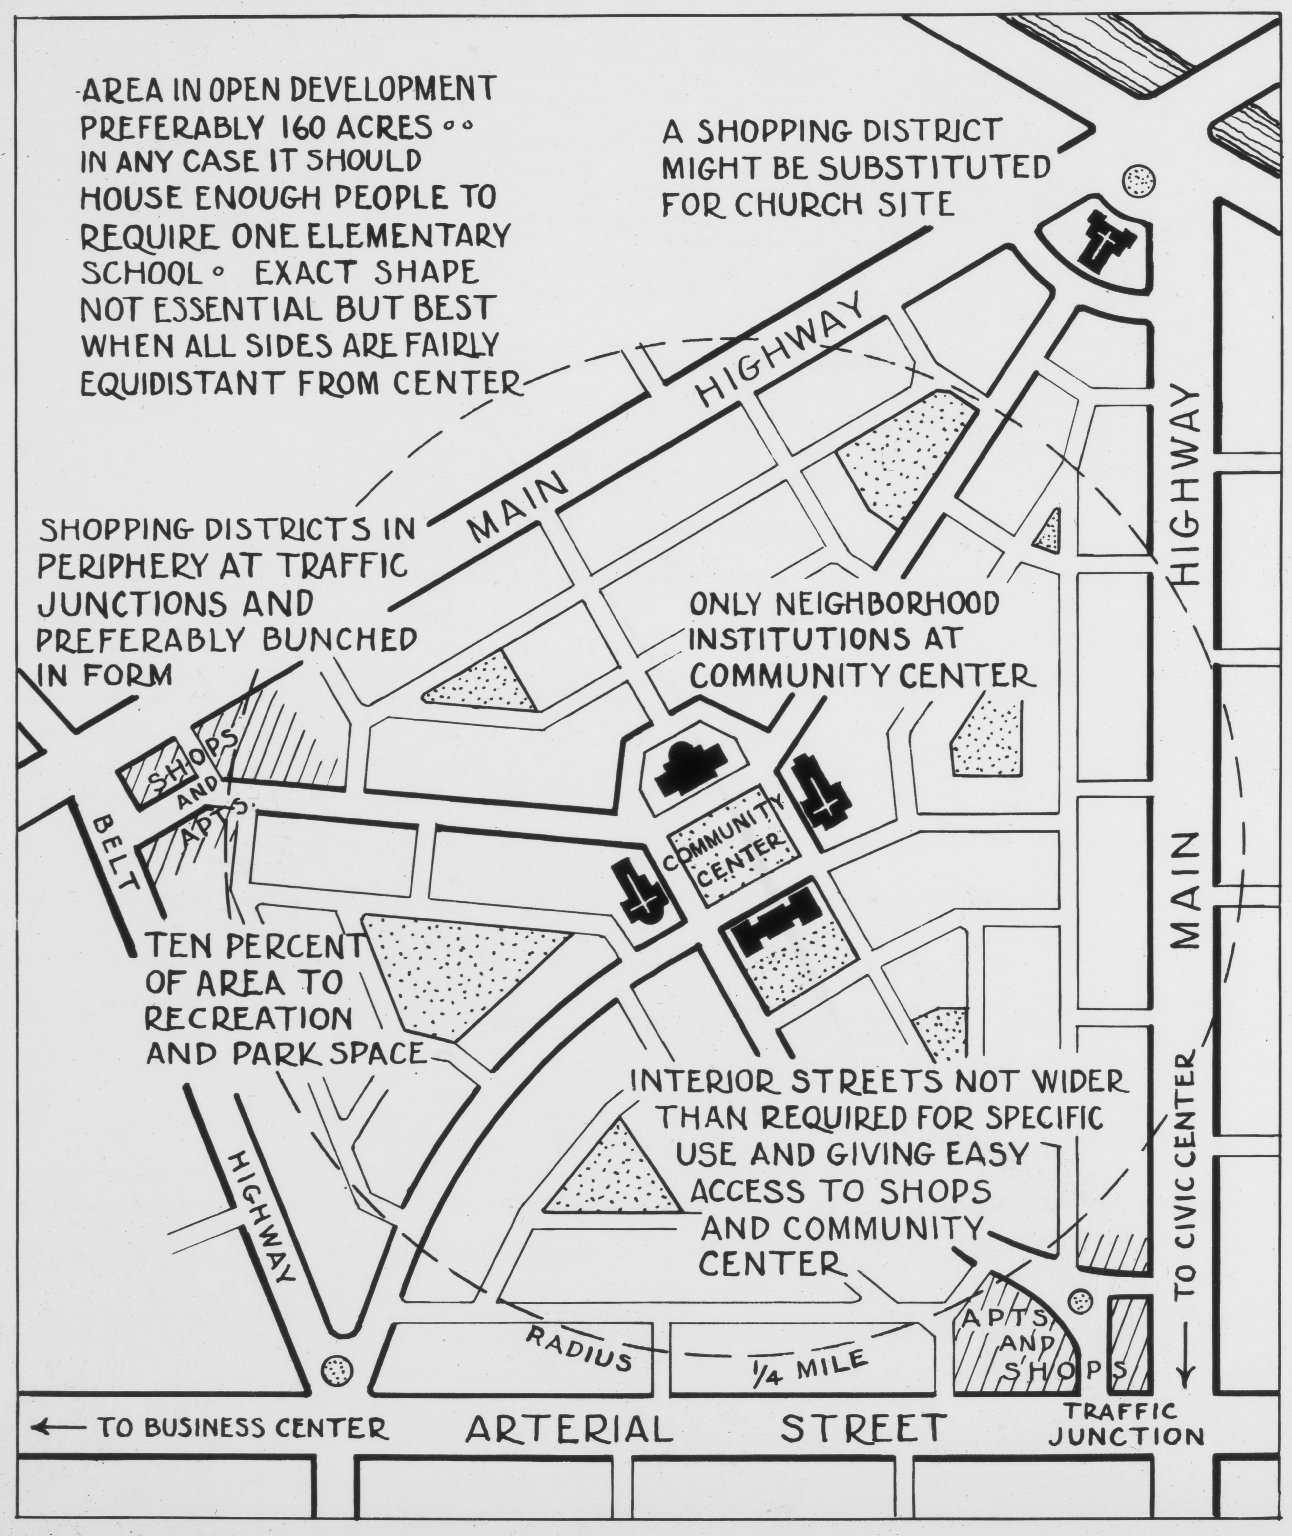 AREA IN OPEN DEVELOPMENT
PREFERABLY 160 ACRES ..
IN ANY CASE IT SHOULD
HOUSE ENOUGH PEOPLE TO
REQUIRE ONE ELEMENTARY
SCHOOL. EXACT SHAPE
NOT ESSENTIAL BUT BEST
WHEN ALL SIDES ARE FAIRLY
EQUIDISTANT FROM CENTER
A SHOPPING DISTRICT
MIGHT BE SUBSTITUTED
FOR CHURCH SITE
MAIN HIGHWAY
SHOPPING DISTRICTS IN
PERIPHERY AT TRAFFIC
JUNCTIONS AND
PREFERABLY BUNCHED
IN FORM
ONLY NEIGHBORHOOD
INSTITUTIONS AT
COMMUNITY CENTER
SHOPS
AND
APTS.
COMMUNITY
CENTER
BELT
HIGHWAY
TEN PERCENT
OF AREA TO
RECREATION
AND PARK SPACE
INTERIOR STREETS NOT WIDER
THAN REQUIRED FOR SPECIFIC
USE AND GIVING EASY
ACCESS TO SHOPS
AND COMMUNITY
CENTER
MAIN HIGHWAY
TO CIVIC CENTER
APTS
AND
SHOPS
RADIUS 1/4 MILE
TO BUSINESS CENTER
ARTERIAL STREET
TRAFFIC
JUNCTION